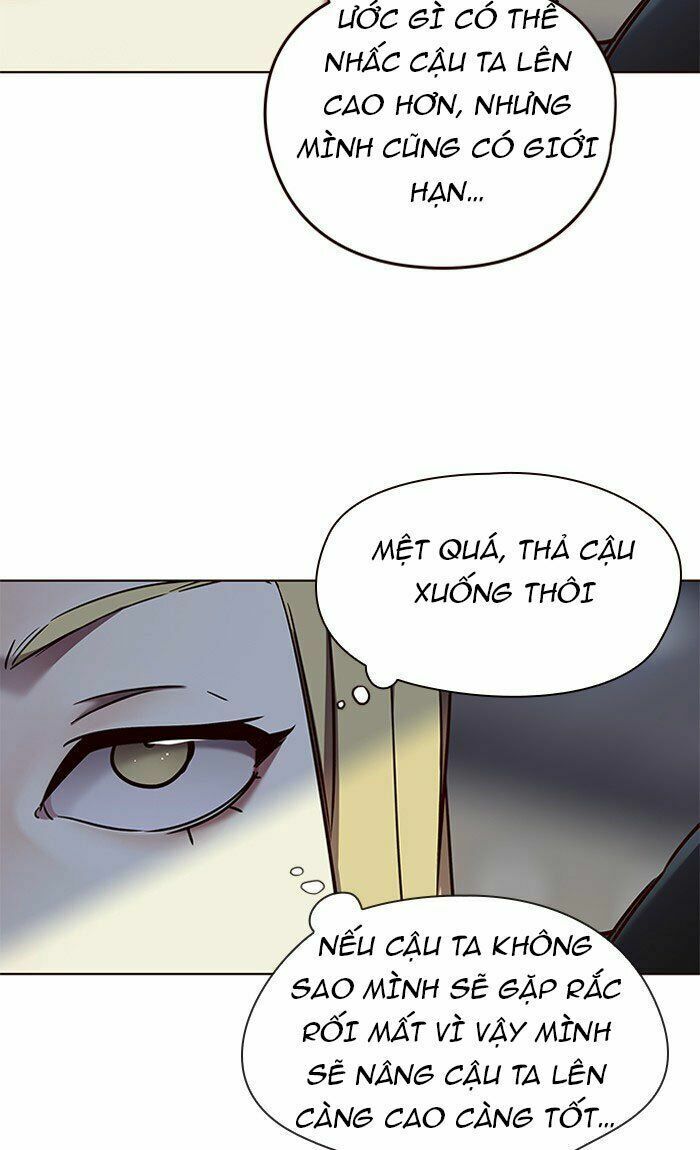 ƯỚC GÌ CÓ THỂ
NHẤC CẬU TA LÊN
CAO HƠN, NHƯNG
MÌNH CŨNG CÓ GIỚI
HẠN...
MỆT QUÁ, THẢ CẬU
XUỐNG THÔI
NẾU CẬU TA KHÔNG
SAO MÌNH SẼ GẶP RẮC
RỐI MẤT VÌ VẬY MÌNH
SẼ NÂNG CẬU TA LÊN
CÀNG CAO CÀNG TỐT...